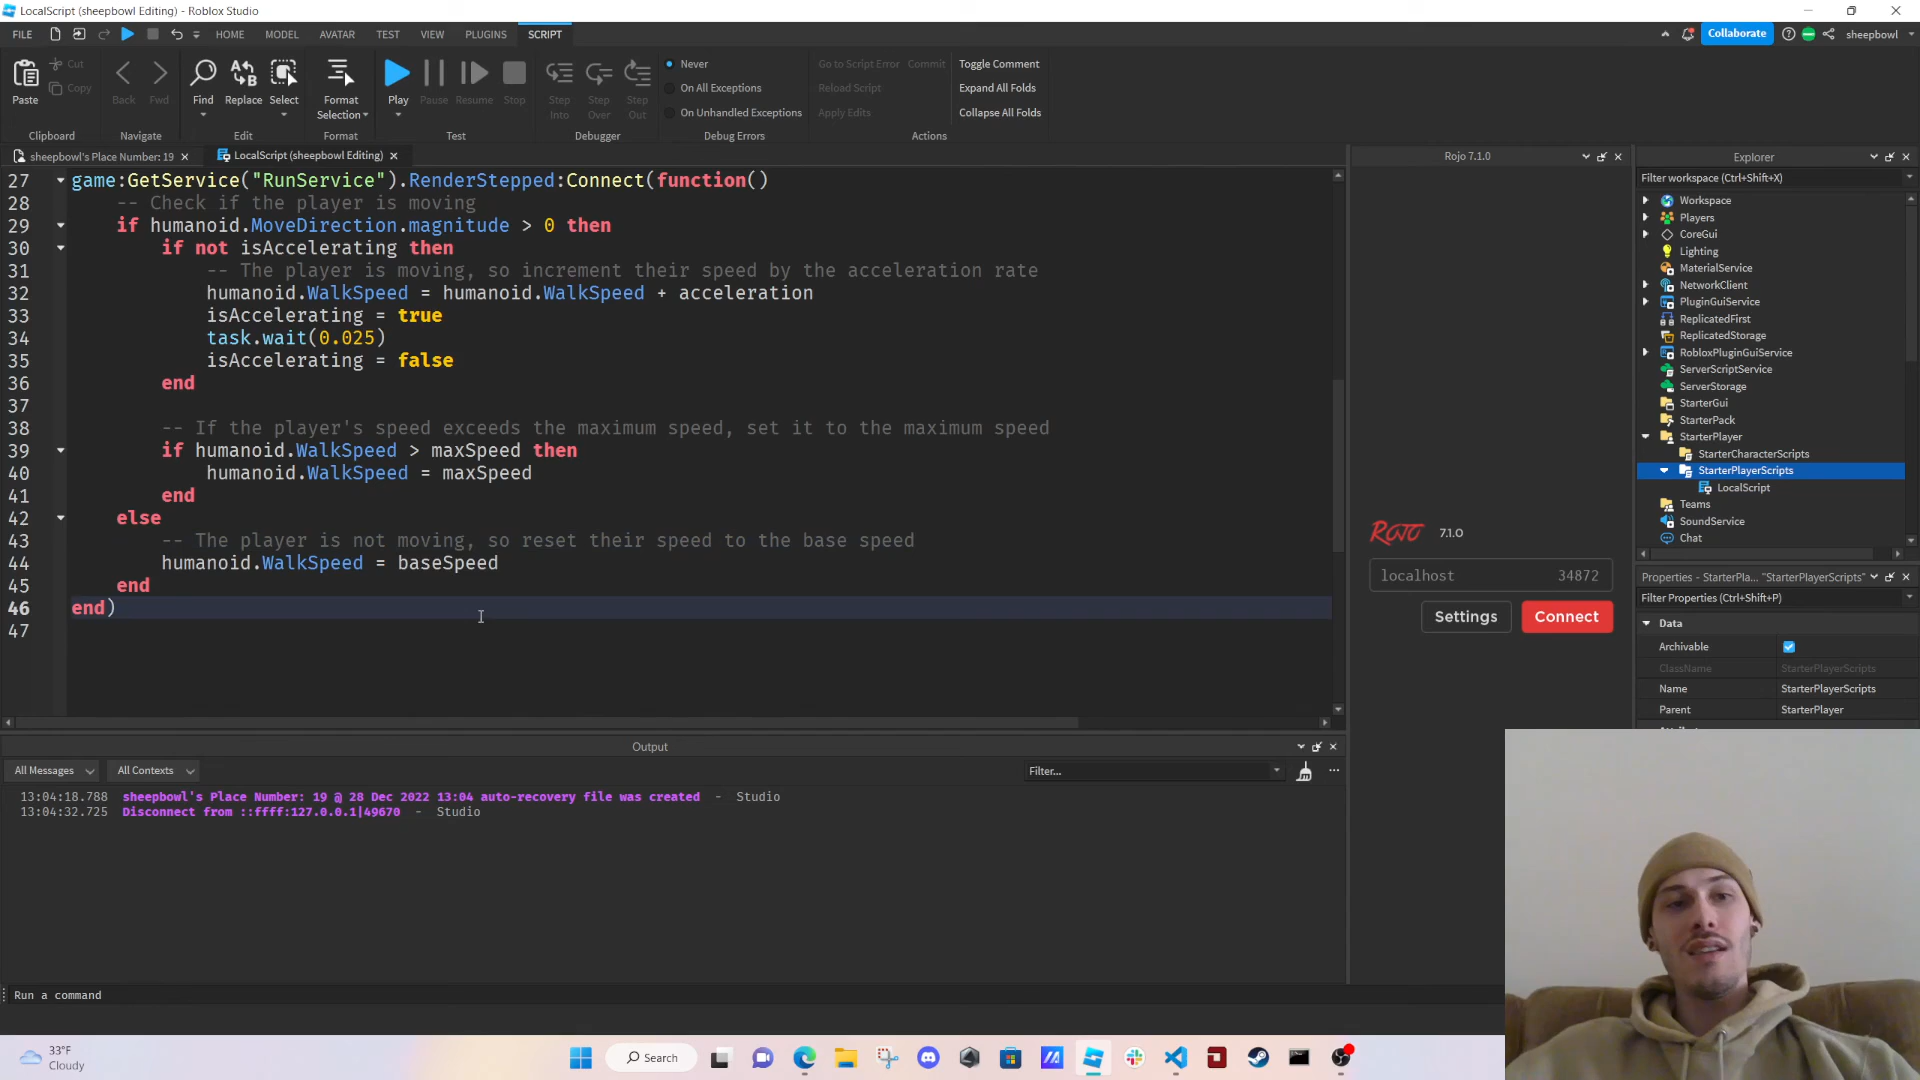 LocalScript (sheepbowl Editing) - Roblox Studio
FILE HOME MODEL AVATAR TEST VIEW PLUGINS SCRIPT Collaborate sheepbowl
Paste Cut Copy Back Fwd Find Replace Select Format Selection Play Pause Resume Stop Step Into Step Over Step Out
Never
On All Exceptions
On Unhandled Exceptions
Go to Script Error Commit
Reload Script
Apply Edits
Toggle Comment
Expand All Folds
Collapse All Folds
Clipboard Navigate Edit Format Test Debugger Debug Errors Actions
sheepbowl's Place Number: 19 LocalScript (sheepbowl Editing)
27 game:GetService("RunService").RenderStepped:Connect(function()
28 -- Check if the player is moving
29 if humanoid.MoveDirection.magnitude > 0 then
30 if not isAccelerating then
31 -- The player is moving, so increment their speed by the acceleration rate
32 humanoid.WalkSpeed = humanoid.WalkSpeed + acceleration
33 isAccelerating = true
34 task.wait(0.025)
35 isAccelerating = false
36 end
37
38 -- If the player's speed exceeds the maximum speed, set it to the maximum speed
39 if humanoid.WalkSpeed > maxSpeed then
40 humanoid.WalkSpeed = maxSpeed
41 end
42 else
43 -- The player is not moving, so reset their speed to the base speed
44 humanoid.WalkSpeed = baseSpeed
45 end
46 end)
47
Rojo 7.1.0
ROJO 7.1.0
localhost 34872
Settings Connect
Explorer
Filter workspace (Ctrl+Shift+X)
Workspace
Players
CoreGui
Lighting
MaterialService
NetworkClient
PluginGuiService
ReplicatedFirst
ReplicatedStorage
RobloxPluginGuiService
ServerScriptService
ServerStorage
StarterGui
StarterPack
StarterPlayer
StarterCharacterScripts
StarterPlayerScripts
LocalScript
Teams
SoundService
Chat
Properties - StarterPla... "StarterPlayerScripts"
Filter Properties (Ctrl+Shift+P)
Data
Archivable
ClassName StarterPlayerScripts
Name StarterPlayerScripts
Parent StarterPlayer
Output
All Messages All Contexts Filter...
13:04:18.788 sheepbowl's Place Number: 19 @ 28 Dec 2022 13:04 auto-recovery file was created - Studio
13:04:32.725 Disconnect from ::ffff:127.0.0.1|49670 - Studio
Run a command
33°F
Cloudy
Search